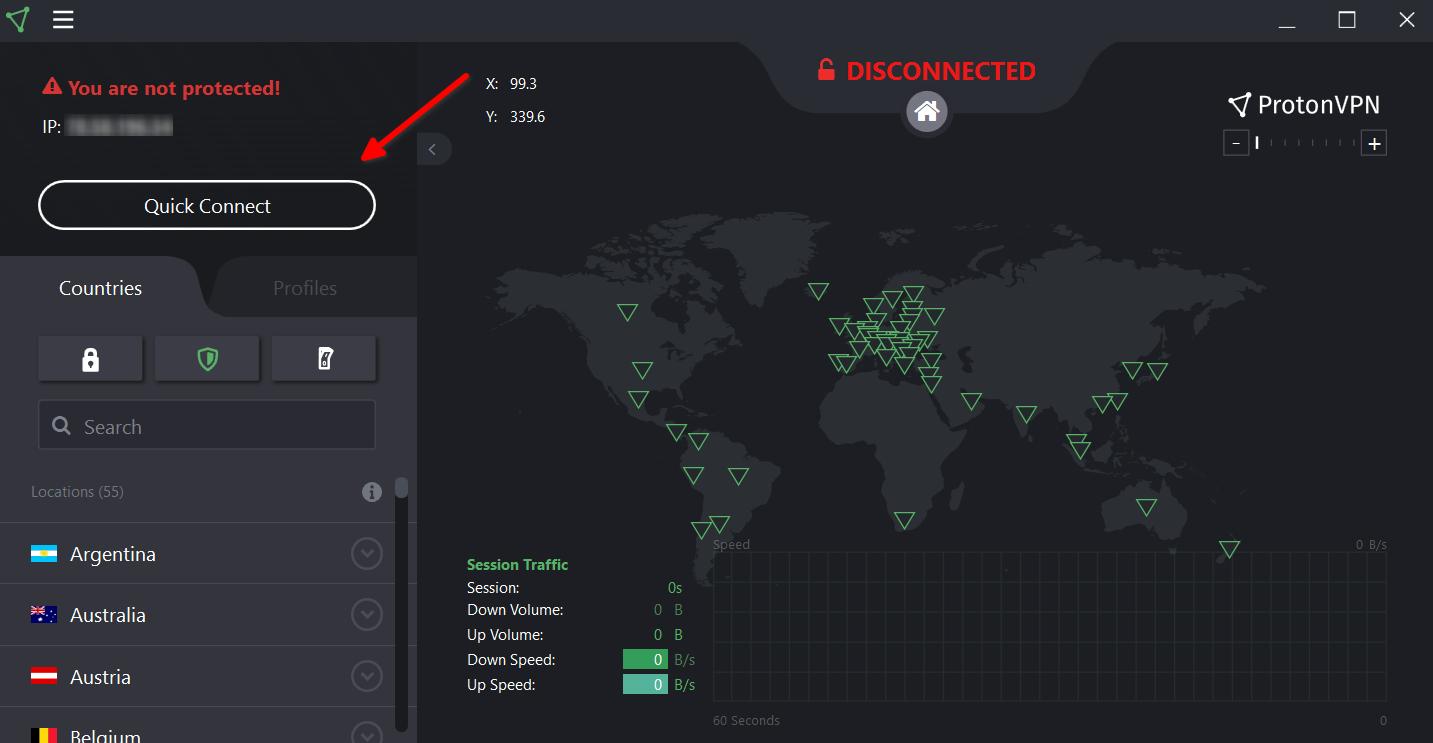 You are not protected!
IP:
Quick Connect
Countries
Profiles
Search
Locations (55)
Argentina
Australia
Austria
Belgium
X: 99.3
Y: 339.6
DISCONNECTED
ProtonVPN
- +
Session Traffic
Session: 0s
Down Volume: 0 B
Up Volume: 0 B
Down Speed: 0 B/s
Up Speed: 0 B/s
Speed 0 B/s
60 Seconds 0